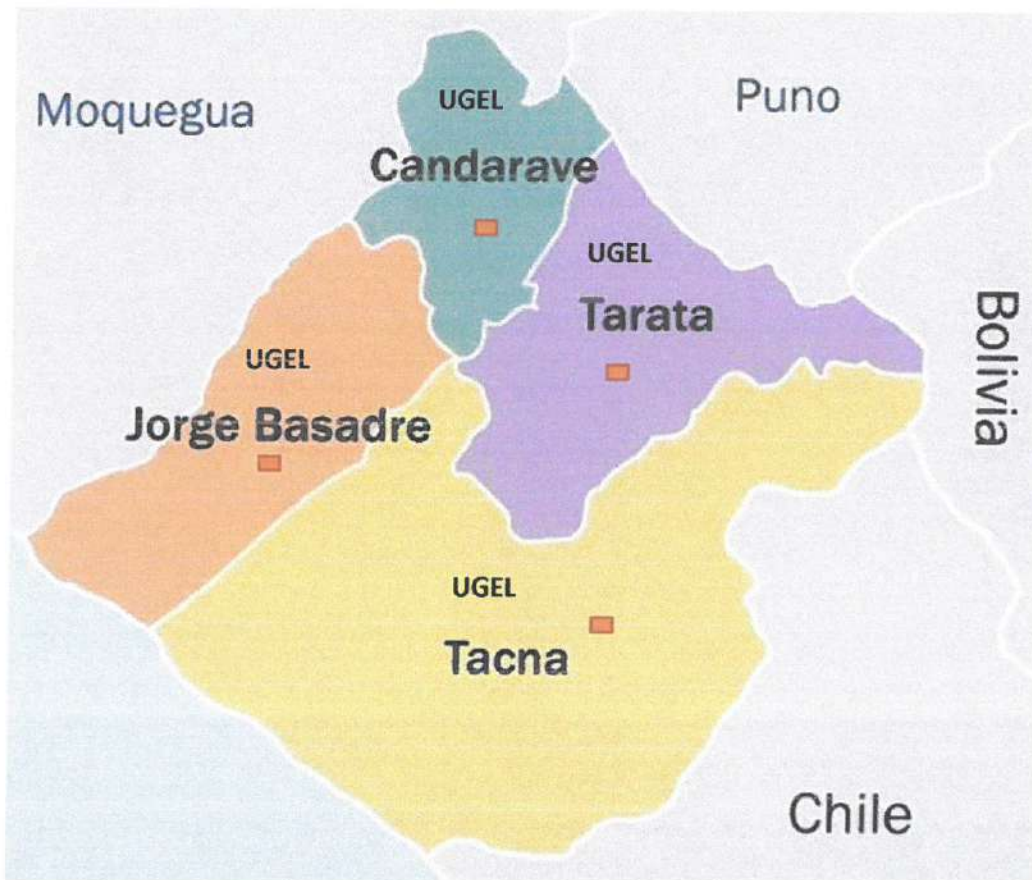 Moquegua
Puno
UGEL
Candarave
UGEL
Tarata
Bolivia
UGEL
Jorge Basadre
UGEL
Tacna
Chile